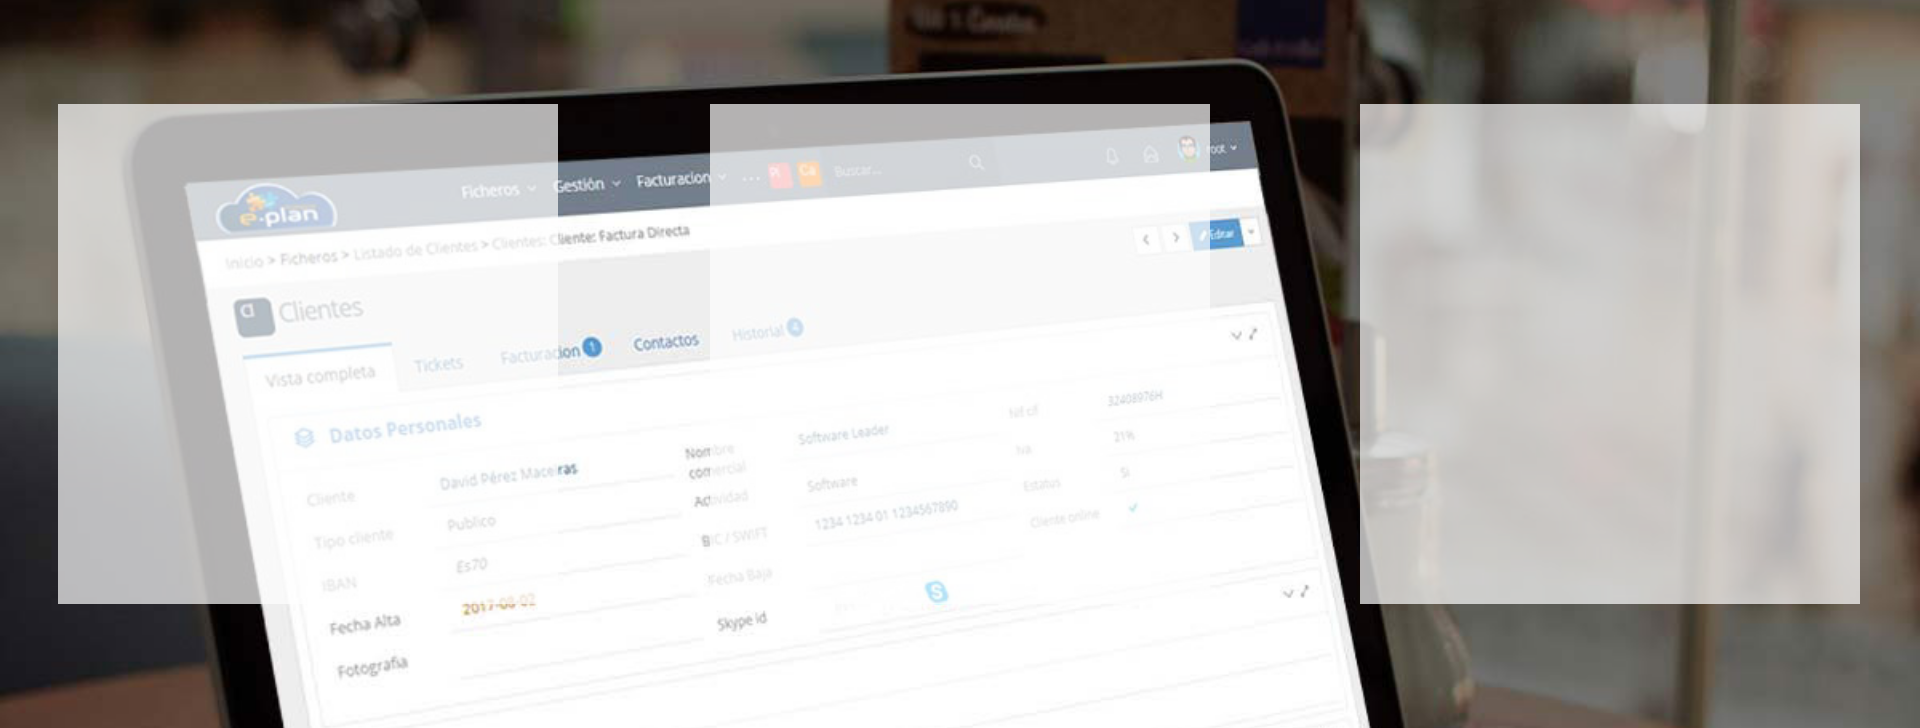 Ficheros Gestión Facturacion ... Pl Ca Buscar... root
e-plan
Inicio > Ficheros > Listado de Clientes > Clientes: Cliente: Factura Directa
Editar
Cl Clientes
Vista completa Tickets Facturacion 1 Contactos Historial 4
Datos Personales
Cliente David Pérez Maceiras Nombre comercial Software Leader Nif cif 32408976H
Tipo cliente Publico Actividad Software Iva 21%
IBAN Es70 BIC / SWIFT 1234 1234 01 1234567890 Estatus SI
Fecha Alta 2017-08-02 Fecha Baja Cliente online
Fotografia Skype id